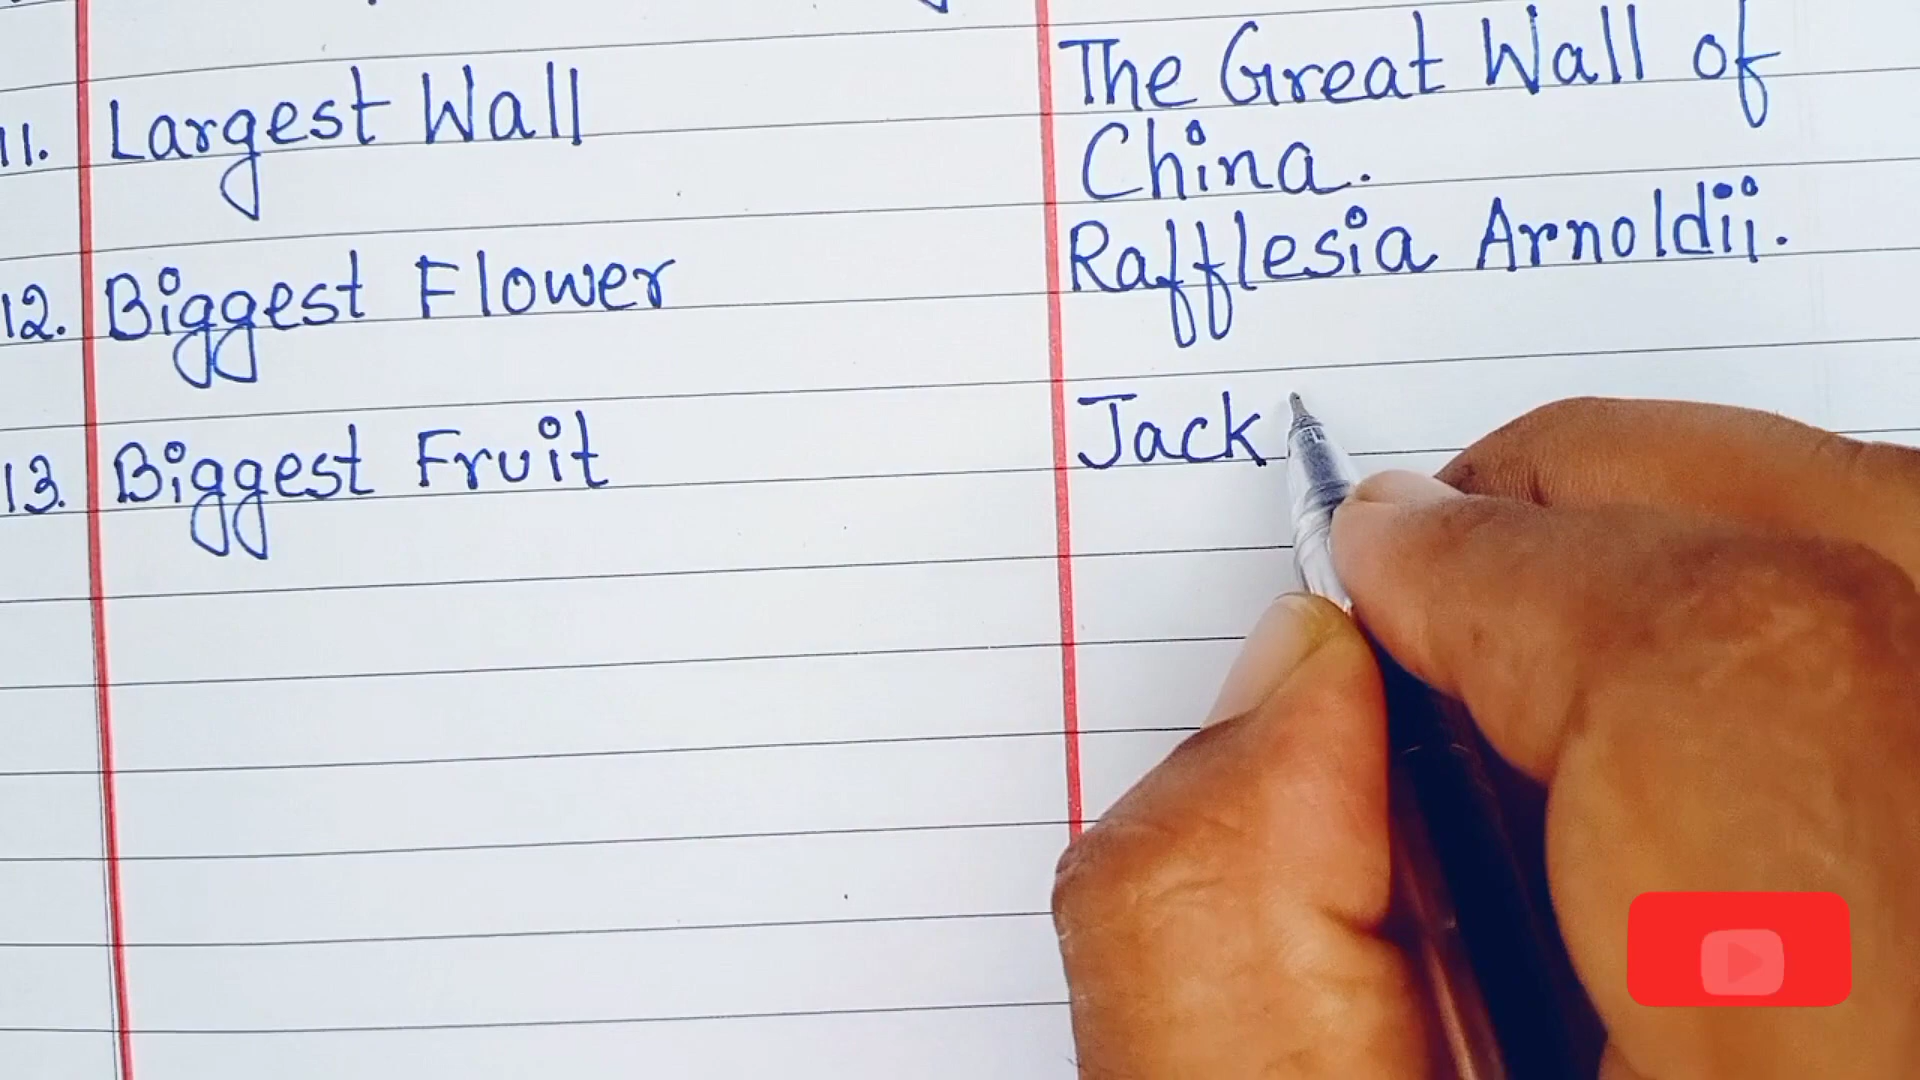 The Great Wall of
11. Largest Wall
China.
12. Biggest Flower Rafflesia Arnoldii.
13. Biggest Fruit Jack